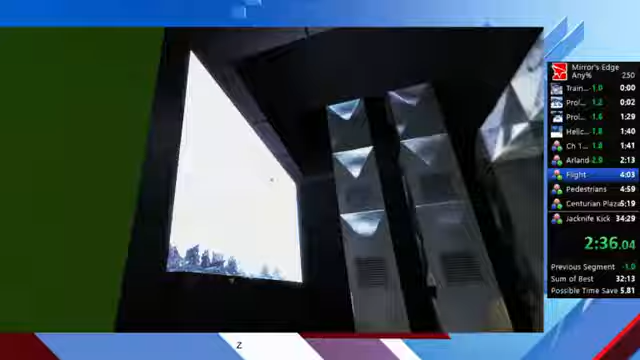 Mirror's Edge
Any% 250
Train... -1.0 0:00
Prol... -1.2 0:02
Prol... -1.6 1:29
Helic... -1.8 1:40
Ch 1... -1.8 1:41
Arland -2.9 2:13
Flight 4:03
Pedestrians 4:59
Centurian Plaza 5:19
Jacknife Kick 34:29
2:36.04
Previous Segment -1.0
Sum of Best 32:13
Possible Time Save 5.81
Z